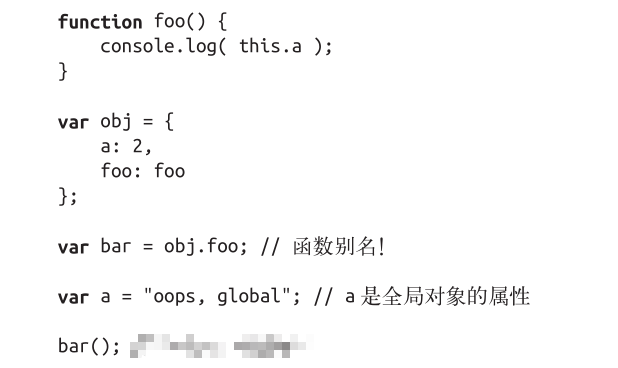 function foo() {
console.log( this.a );
}
var obj = {
a: 2,
foo: foo
};
var bar = obj.foo; // 函数别名!
var a = "oops, global"; // a 是全局对象的属性
bar();